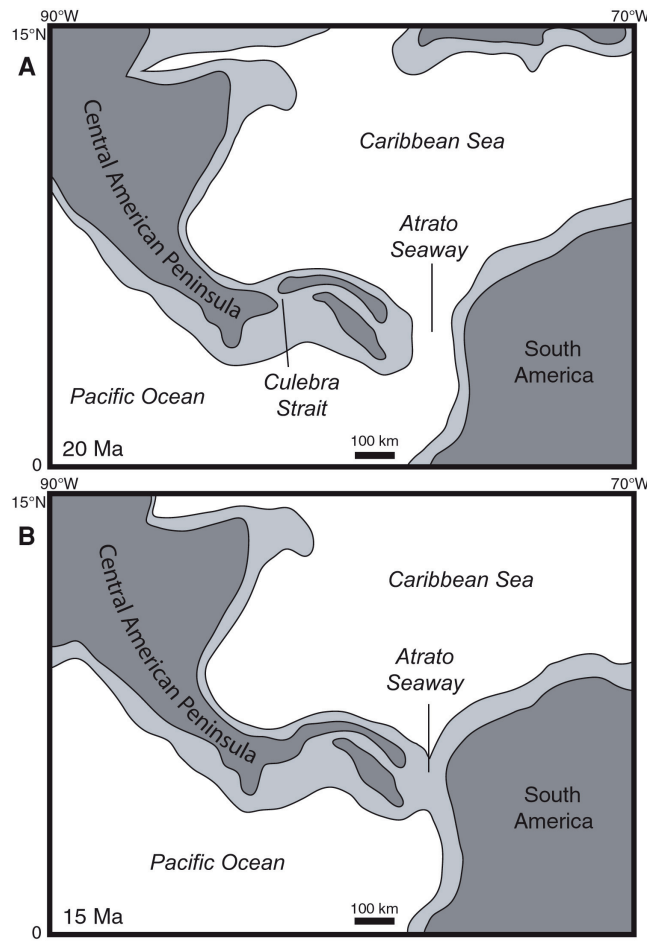 90°W
70°W
15°N
A
Central American Peninsula
Caribbean Sea
Atrato
Seaway
South
America
Culebra
Strait
Pacific Ocean
20 Ma
100 km
0
90°W
70°W
15°N
B
Central American Peninsula
Caribbean Sea
Atrato
Seaway
South
America
Pacific Ocean
15 Ma
100 km
0